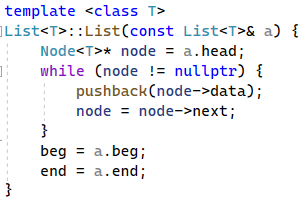 template <class T>
List<T>::List(const List<T>& a) {
    Node<T>* node = a.head;
    while (node != nullptr) {
        pushback(node->data);
        node = node->next;
    }
    beg = a.beg;
    end = a.end;
}